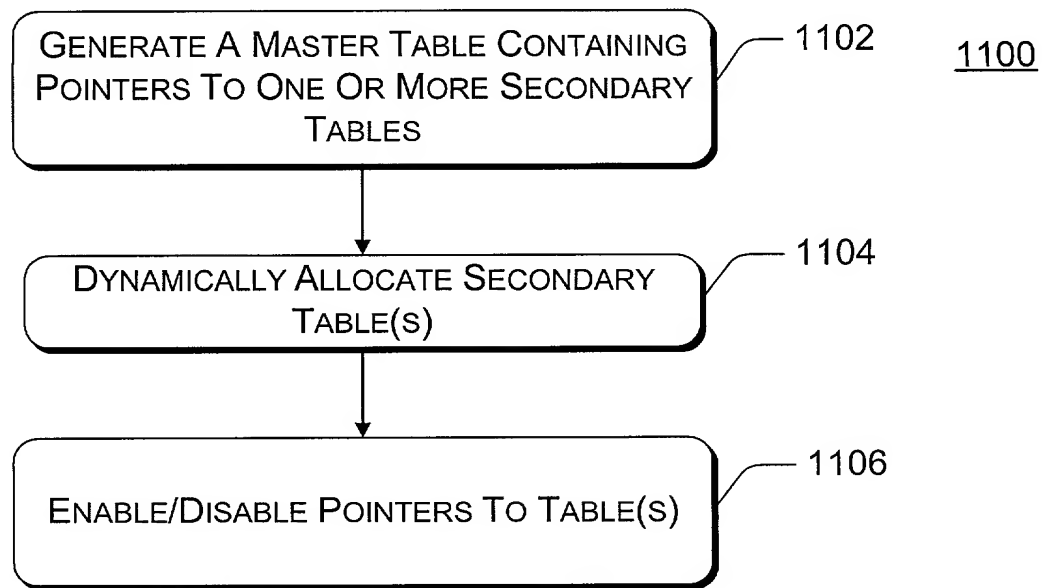 GENERATE A MASTER TABLE CONTAINING
POINTERS TO ONE OR MORE SECONDARY
TABLES
1102
1100
DYNAMICALLY ALLOCATE SECONDARY
TABLE(S)
1104
ENABLE/DISABLE POINTERS TO TABLE(S)
1106